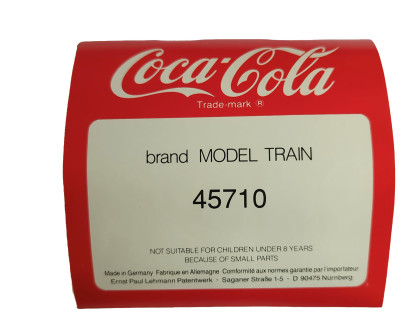 Coca-Cola
Trade-mark ®
brand MODEL TRAIN
45710
NOT SUITABLE FOR CHILDREN UNDER 8 YEARS
BECAUSE OF SMALL PARTS
Made in Germany Fabrique en Allemagne Conformité aux normes garantie par l'importateur
Ernst Paul Lehmann Patentwerk · Saganer Straße 1-5 · D 90475 Nürnberg